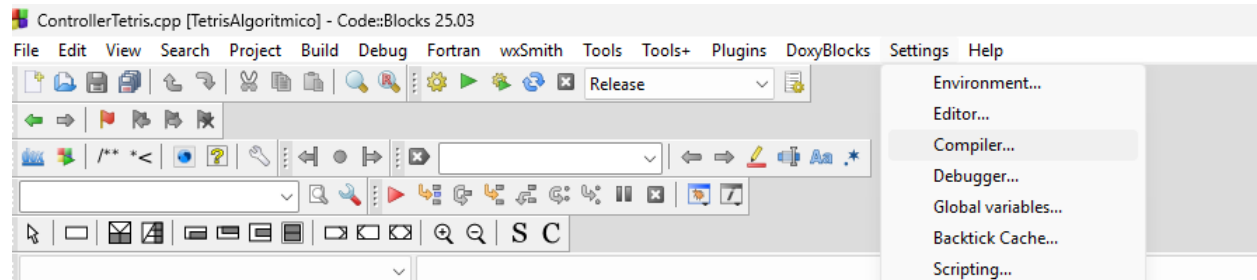 ControllerTetris.cpp [TetrisAlgoritmico] - Code::Blocks 25.03
File Edit View Search Project Build Debug Fortran wxSmith Tools Tools+ Plugins DoxyBlocks Settings Help
Release
Environment...
Editor...
Compiler...
/** *<
Aa .*
Debugger...
Global variables...
S C
Backtick Cache...
Scripting...